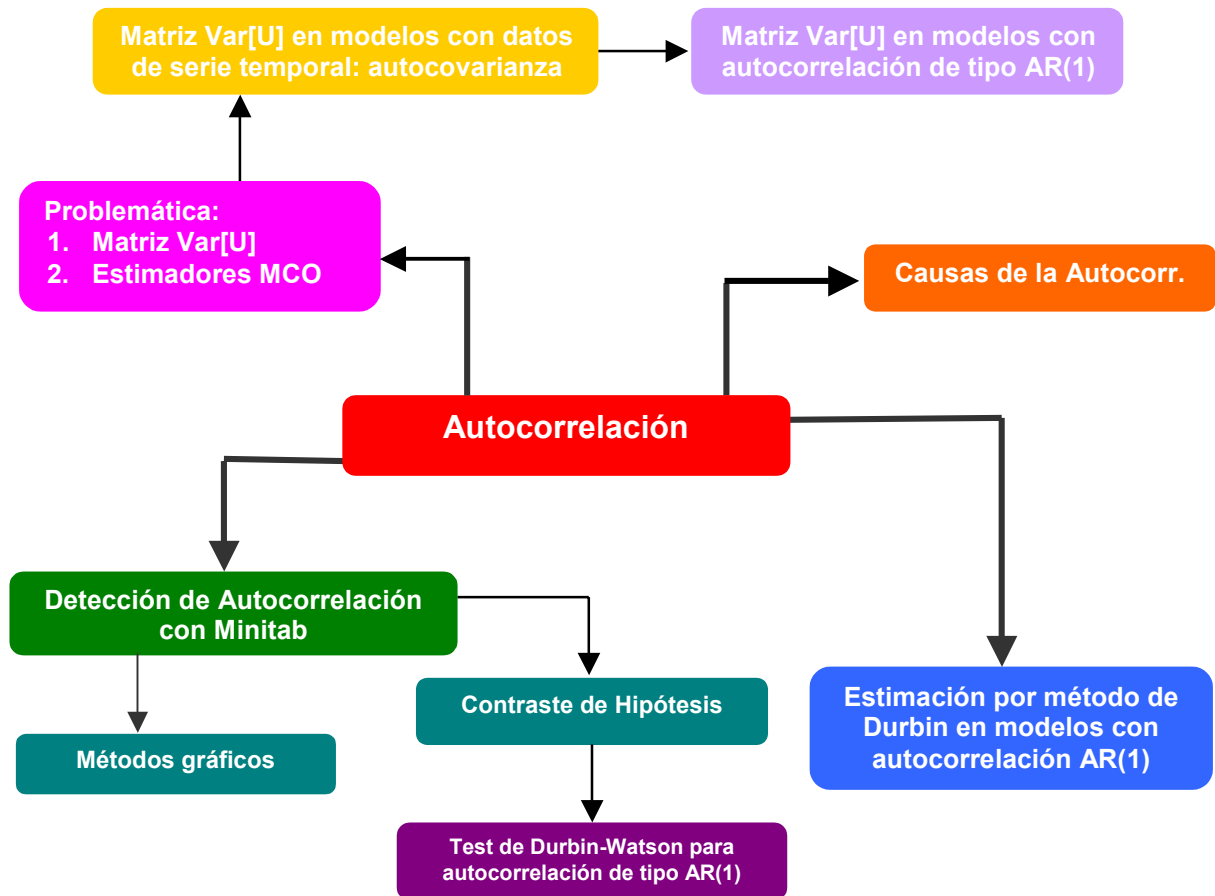 Matriz Var[U] en modelos con datos
de serie temporal: autocovarianza
Matriz Var[U] en modelos con
autocorrelación de tipo AR(1)
Problemática:
1. Matriz Var[U]
2. Estimadores MCO
Causas de la Autocorr.
Autocorrelación
Detección de Autocorrelación
con Minitab
Contraste de Hipótesis
Estimación por método de
Durbin en modelos con
autocorrelación AR(1)
Métodos gráficos
Test de Durbin-Watson para
autocorrelación de tipo AR(1)